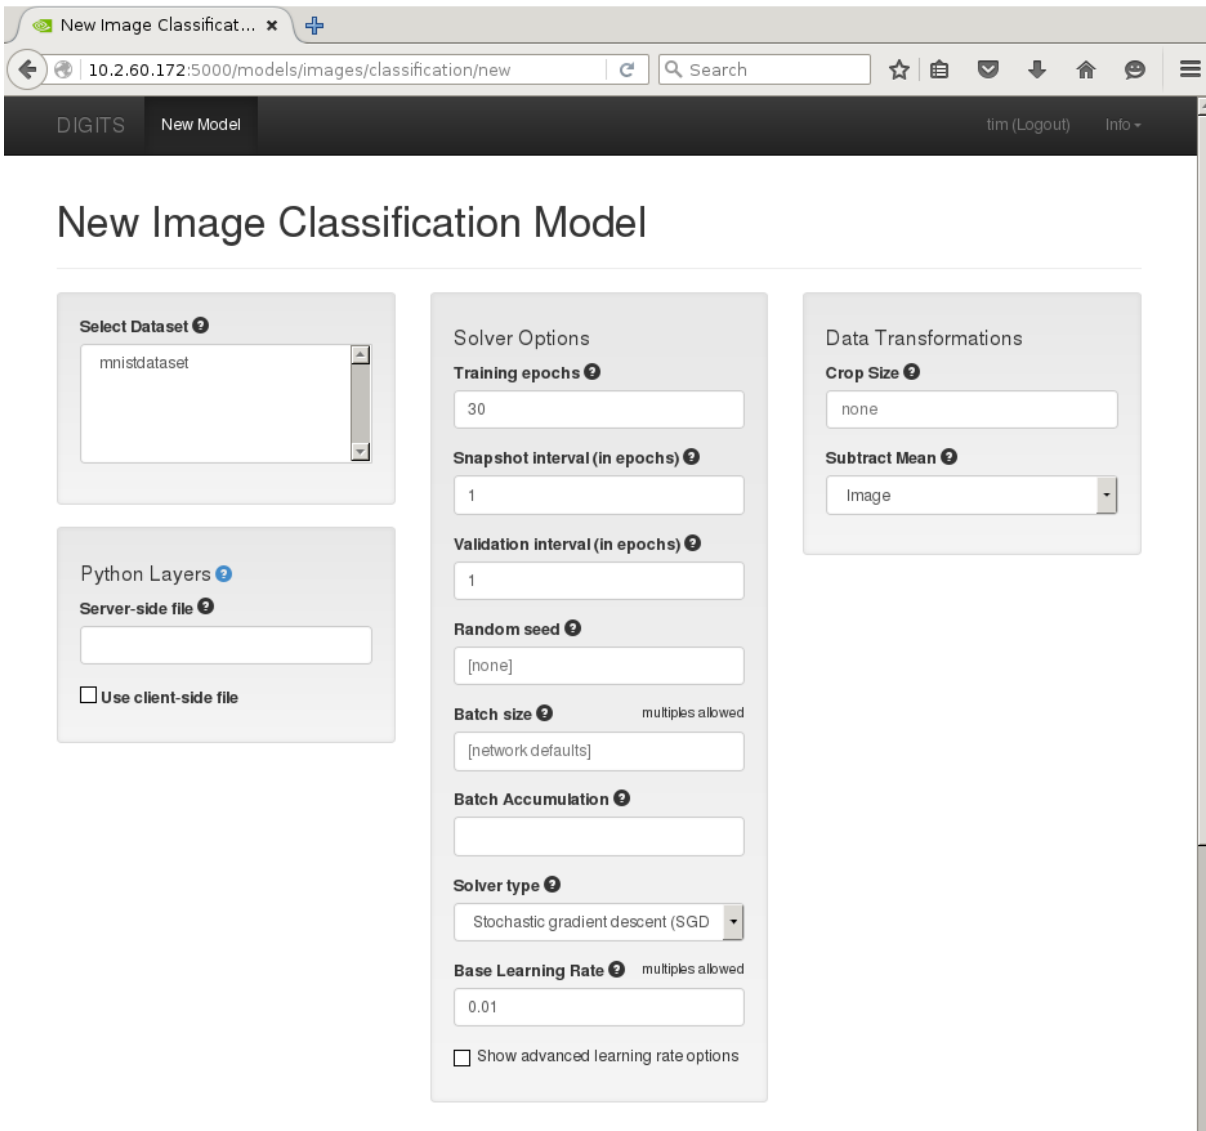 New Image Classificat...
10.2.60.172:5000/models/images/classification/new
Search
DIGITS
New Model
tim (Logout)
Info
New Image Classification Model
Select Dataset
mnistdataset
Python Layers
Server-side file
Use client-side file
Solver Options
Training epochs
30
Snapshot interval (in epochs)
1
Validation interval (in epochs)
1
Random seed
[none]
Batch size
multiples allowed
[network defaults]
Batch Accumulation
Solver type
Stochastic gradient descent (SGD
Base Learning Rate
multiples allowed
0.01
Show advanced learning rate options
Data Transformations
Crop Size
none
Subtract Mean
Image